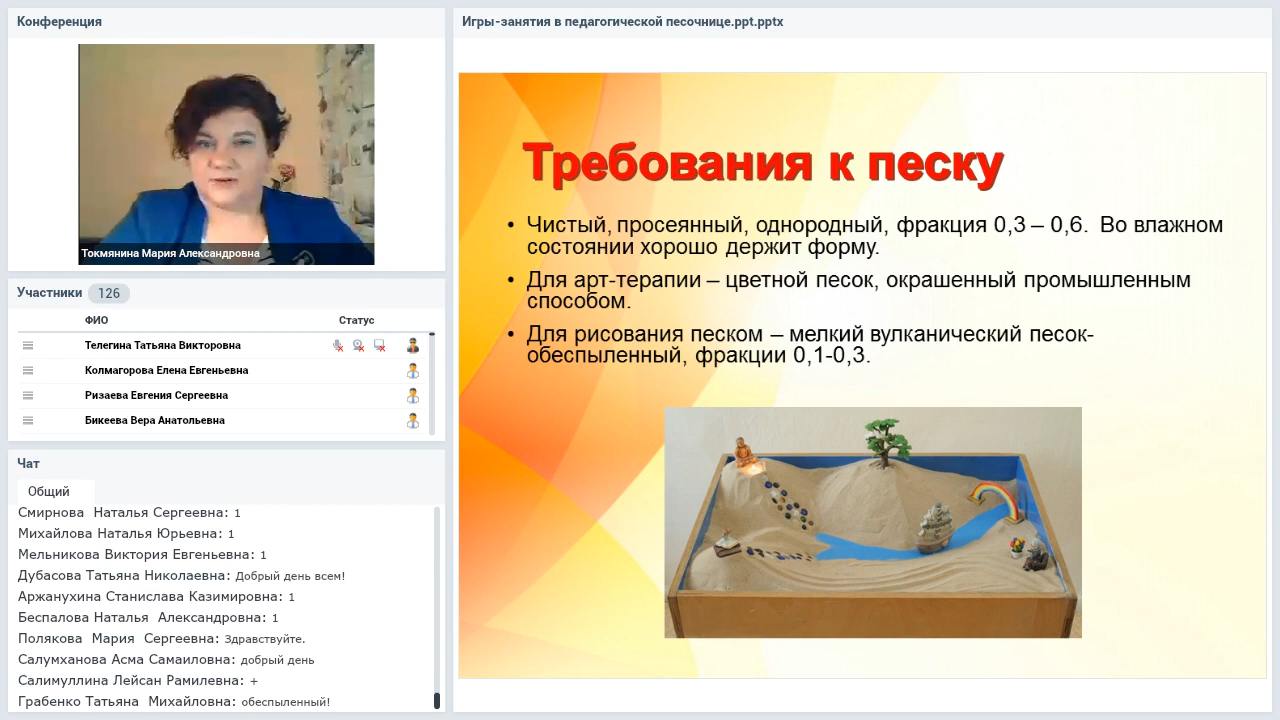 Конференция
Токмянина Мария Александровна
Участники 126
ФИО Статус
Телегина Татьяна Викторовна
Колмагорова Елена Евгеньевна
Ризаева Евгения Сергеевна
Бикеева Вера Анатольевна
Чат
Общий
Смирнова Наталья Сергеевна: 1
Михайлова Наталья Юрьевна: 1
Мельникова Виктория Евгеньевна: 1
Дубасова Татьяна Николаевна: Добрый день всем!
Аржанухина Станислава Казимировна: 1
Беспалова Наталья Александровна: 1
Полякова Мария Сергеевна: Здравствуйте.
Салумханова Асма Самаиловна: добрый день
Салимуллина Лейсан Рамилевна: +
Грабенко Татьяна Михайловна: обеспыленный!
Игры-занятия в педагогической песочнице.ppt.pptx
Требования к песку
• Чистый, просеянный, однородный, фракция 0,3 – 0,6. Во влажном
состоянии хорошо держит форму.
• Для арт-терапии – цветной песок, окрашенный промышленным
способом.
• Для рисования песком – мелкий вулканический песок-
обеспыленный, фракции 0,1-0,3.